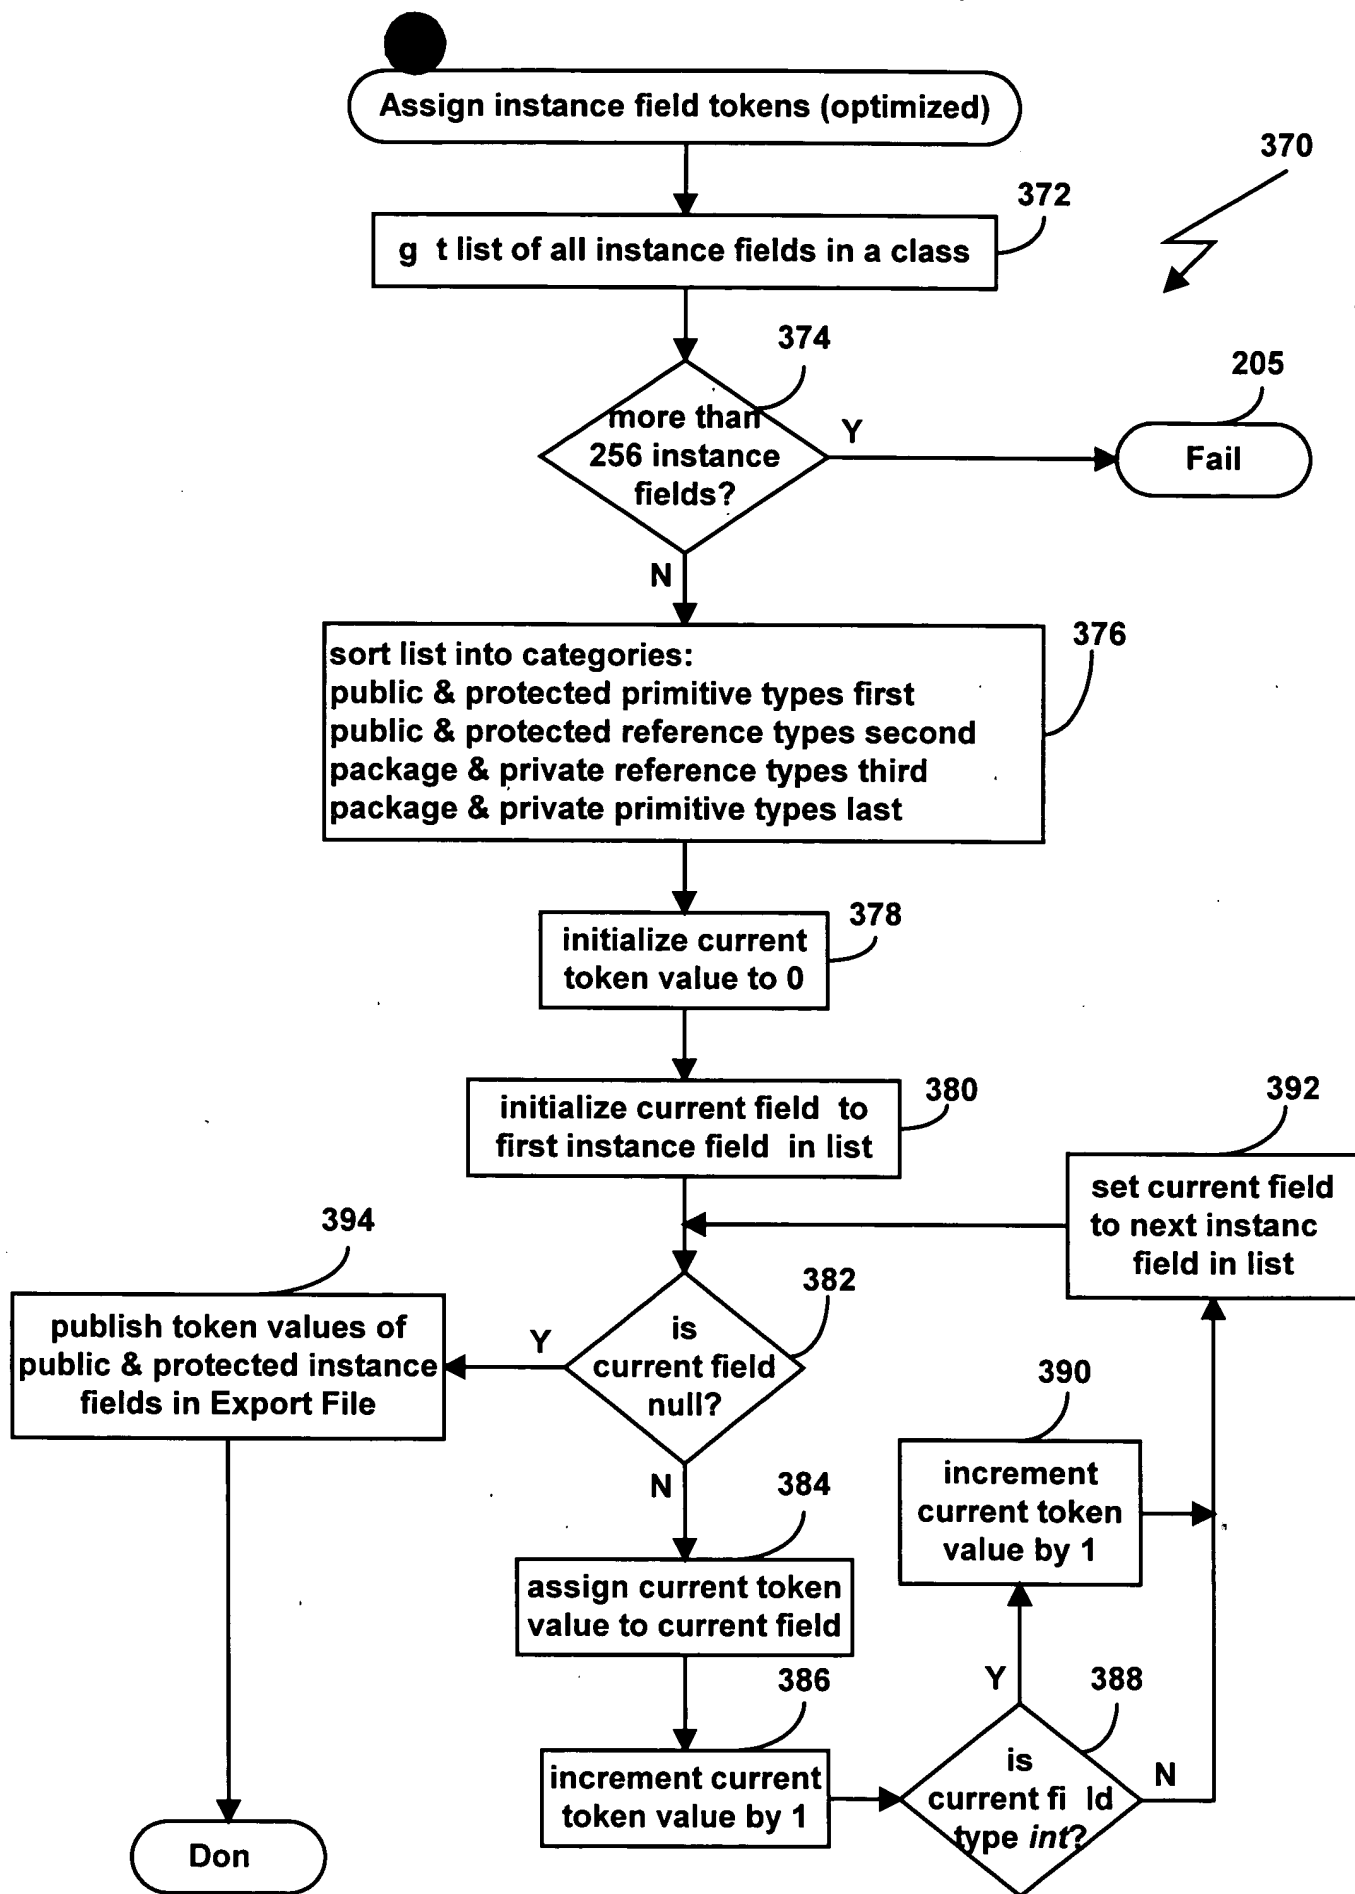 Assign instance field tokens (optimized)
370
372
g t list of all instance fields in a class
374
205
more than
256 instance
fields?
Y
Fail
N
376
sort list into categories:
public & protected primitive types first
public & protected reference types second
package & private reference types third
package & private primitive types last
378
initialize current
token value to 0
380
initialize current field to
first instance field in list
392
set current field
to next instanc
field in list
394
publish token values of
public & protected instance
fields in Export File
382
is
current field
null?
Y
N
390
increment
current token
value by 1
384
assign current token
value to current field
386
increment current
token value by 1
388
is
current fi ld
type int?
Y
N
Don